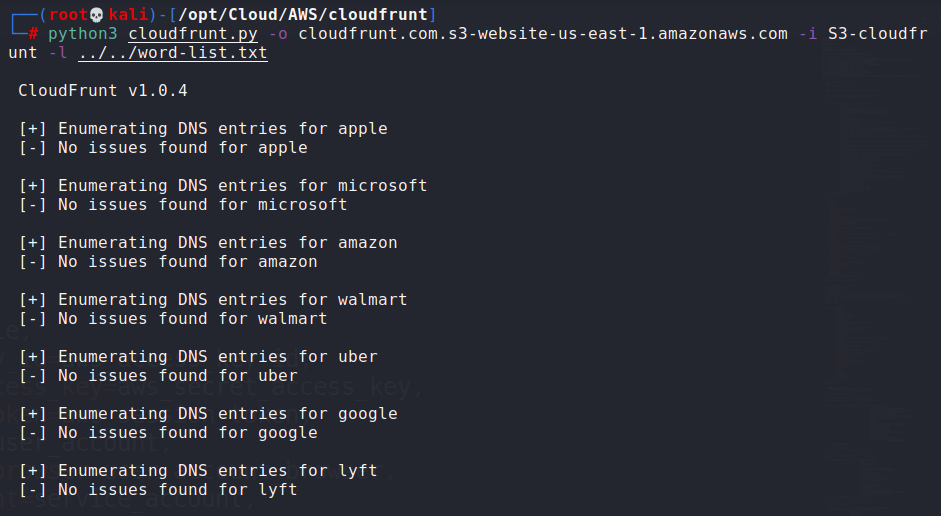 ┌──(root💀kali)-[/opt/Cloud/AWS/cloudfrunt]
└─# python3 cloudfrunt.py -o cloudfrunt.com.s3-website-us-east-1.amazonaws.com -i S3-cloudfr
unt -l ../../word-list.txt
CloudFrunt v1.0.4
[+] Enumerating DNS entries for apple
[-] No issues found for apple
[+] Enumerating DNS entries for microsoft
[-] No issues found for microsoft
[+] Enumerating DNS entries for amazon
[-] No issues found for amazon
[+] Enumerating DNS entries for walmart
[-] No issues found for walmart
[+] Enumerating DNS entries for uber
[-] No issues found for uber
[+] Enumerating DNS entries for google
[-] No issues found for google
[+] Enumerating DNS entries for lyft
[-] No issues found for lyft